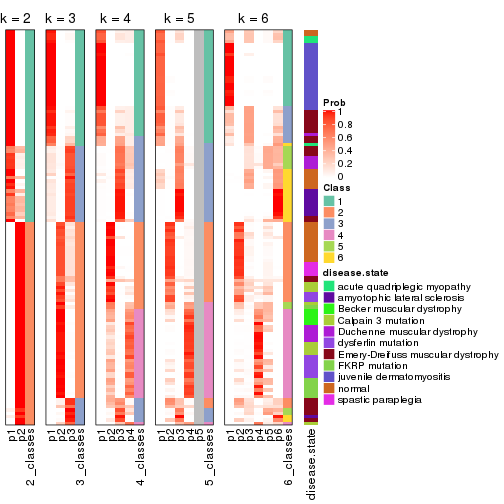 k = 2 k = 3 k = 4 k = 5 k = 6
Prob
1
0.8
0.6
0.4
0.2
0
Class
1
2
3
4
5
6
disease.state
acute quadriplegic myopathy
amyotophic lateral sclerosis
Becker muscular dystrophy
Calpain 3 mutation
Duchenne muscular dystrophy
dysferlin mutation
Emery-Dreifuss muscular dystrophy
FKRP mutation
juvenile dermatomyositis
normal
spastic paraplegia
p1 p2 2_classes p1 p2 p3 3_classes p1 p2 p3 p4 4_classes p1 p2 p3 p4 p5 5_classes p1 p2 p3 p4 p5 p6 6_classes disease.state